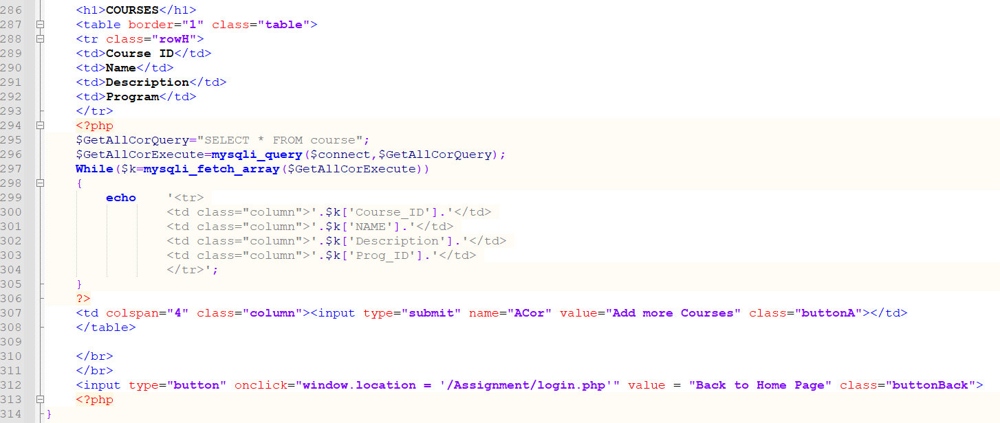 286 <h1>COURSES</h1>
287 <table border="1" class="table">
288 <tr class="rowH">
289 <td>Course ID</td>
290 <td>Name</td>
291 <td>Description</td>
292 <td>Program</td>
293 </tr>
294 <?php
295 $GetAllCorQuery="SELECT * FROM course";
296 $GetAllCorExecute=mysqli_query($connect,$GetAllCorQuery);
297 While($k=mysqli_fetch_array($GetAllCorExecute))
298 {
299 echo '<tr>
300 <td class="column">'.$k['Course_ID'].'</td>
301 <td class="column">'.$k['NAME'].'</td>
302 <td class="column">'.$k['Description'].'</td>
303 <td class="column">'.$k['Prog_ID'].'</td>
304 </tr>';
305 }
306 ?>
307 <td colspan="4" class="column"><input type="submit" name="ACor" value="Add more Courses" class="buttonA"></td>
308 </table>
309
310 </br>
311 </br>
312 <input type="button" onclick="window.location = '/Assignment/login.php'" value = "Back to Home Page" class="buttonBack">
313 <?php
314 }